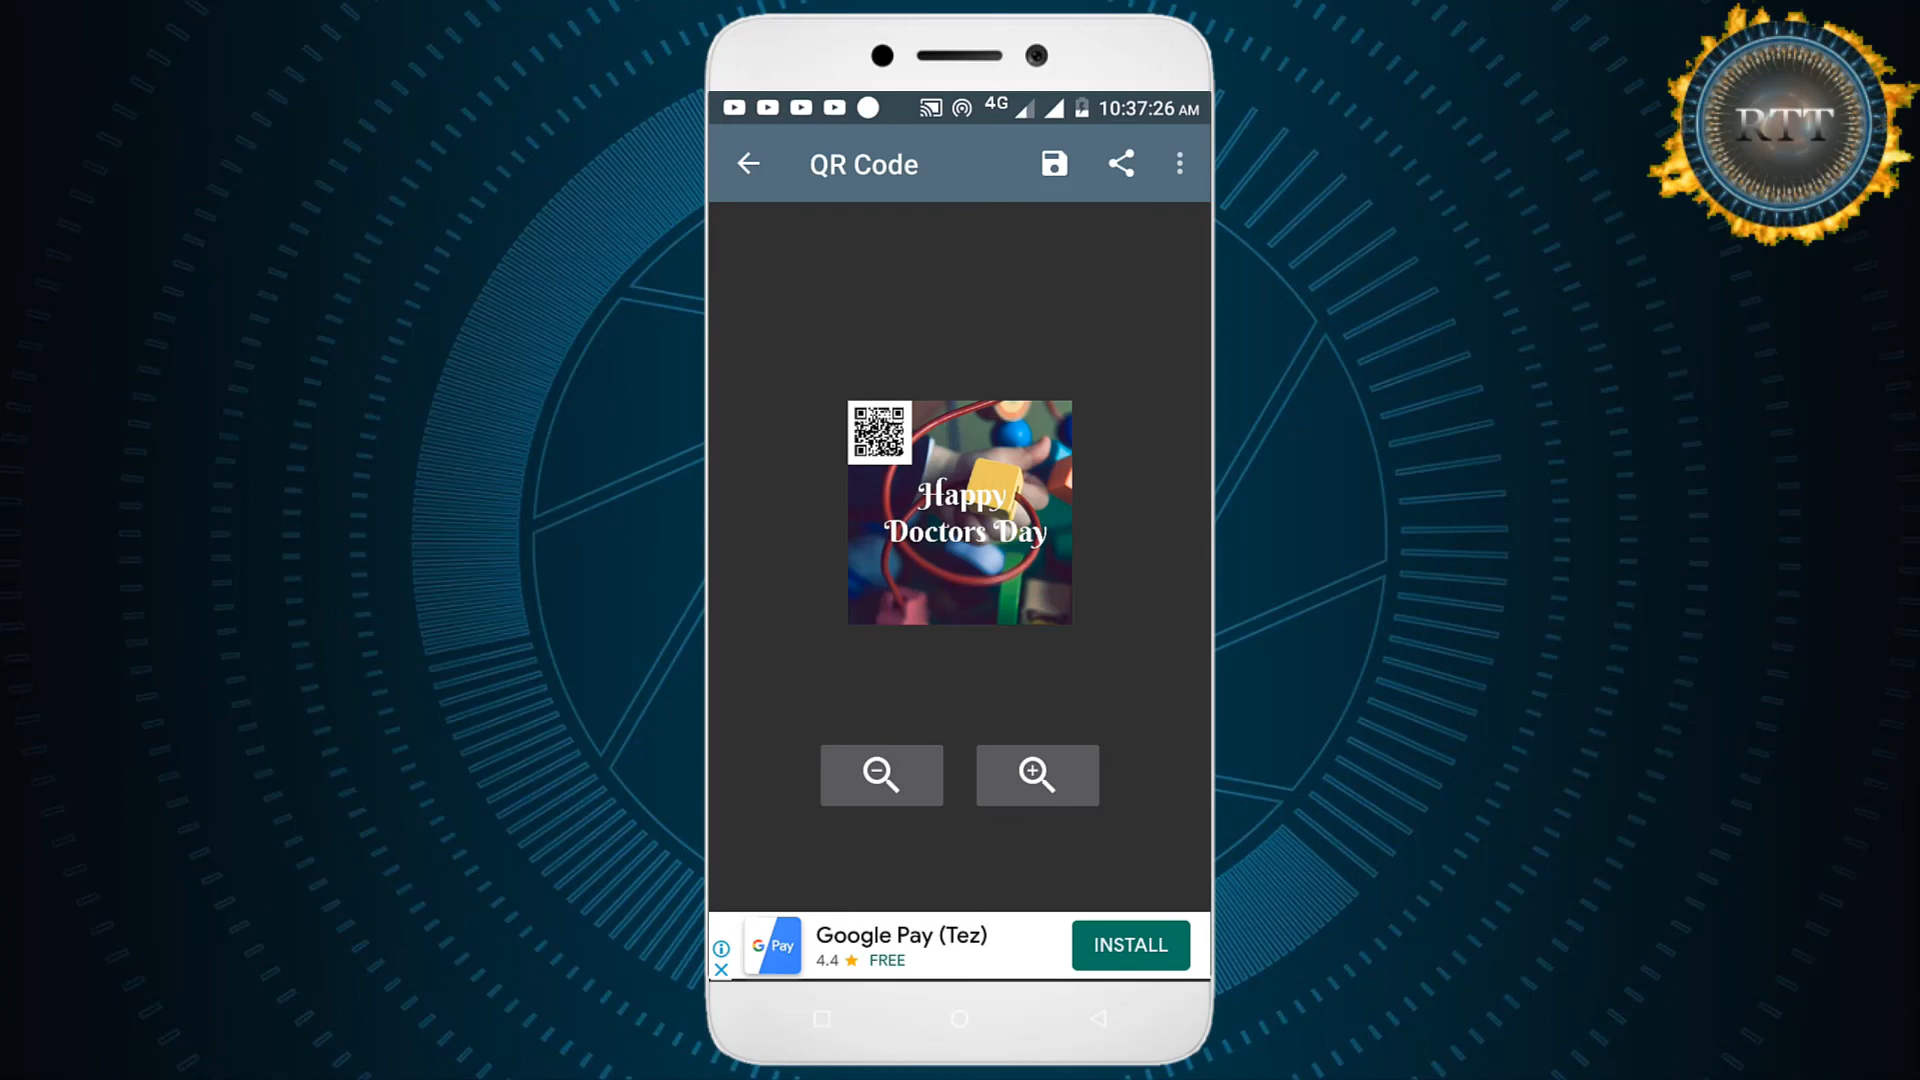 4G
10:37:26 AM
RTT
QR Code
Happy
Doctors Day
G Pay
Google Pay (Tez)
4.4 ★ FREE
INSTALL